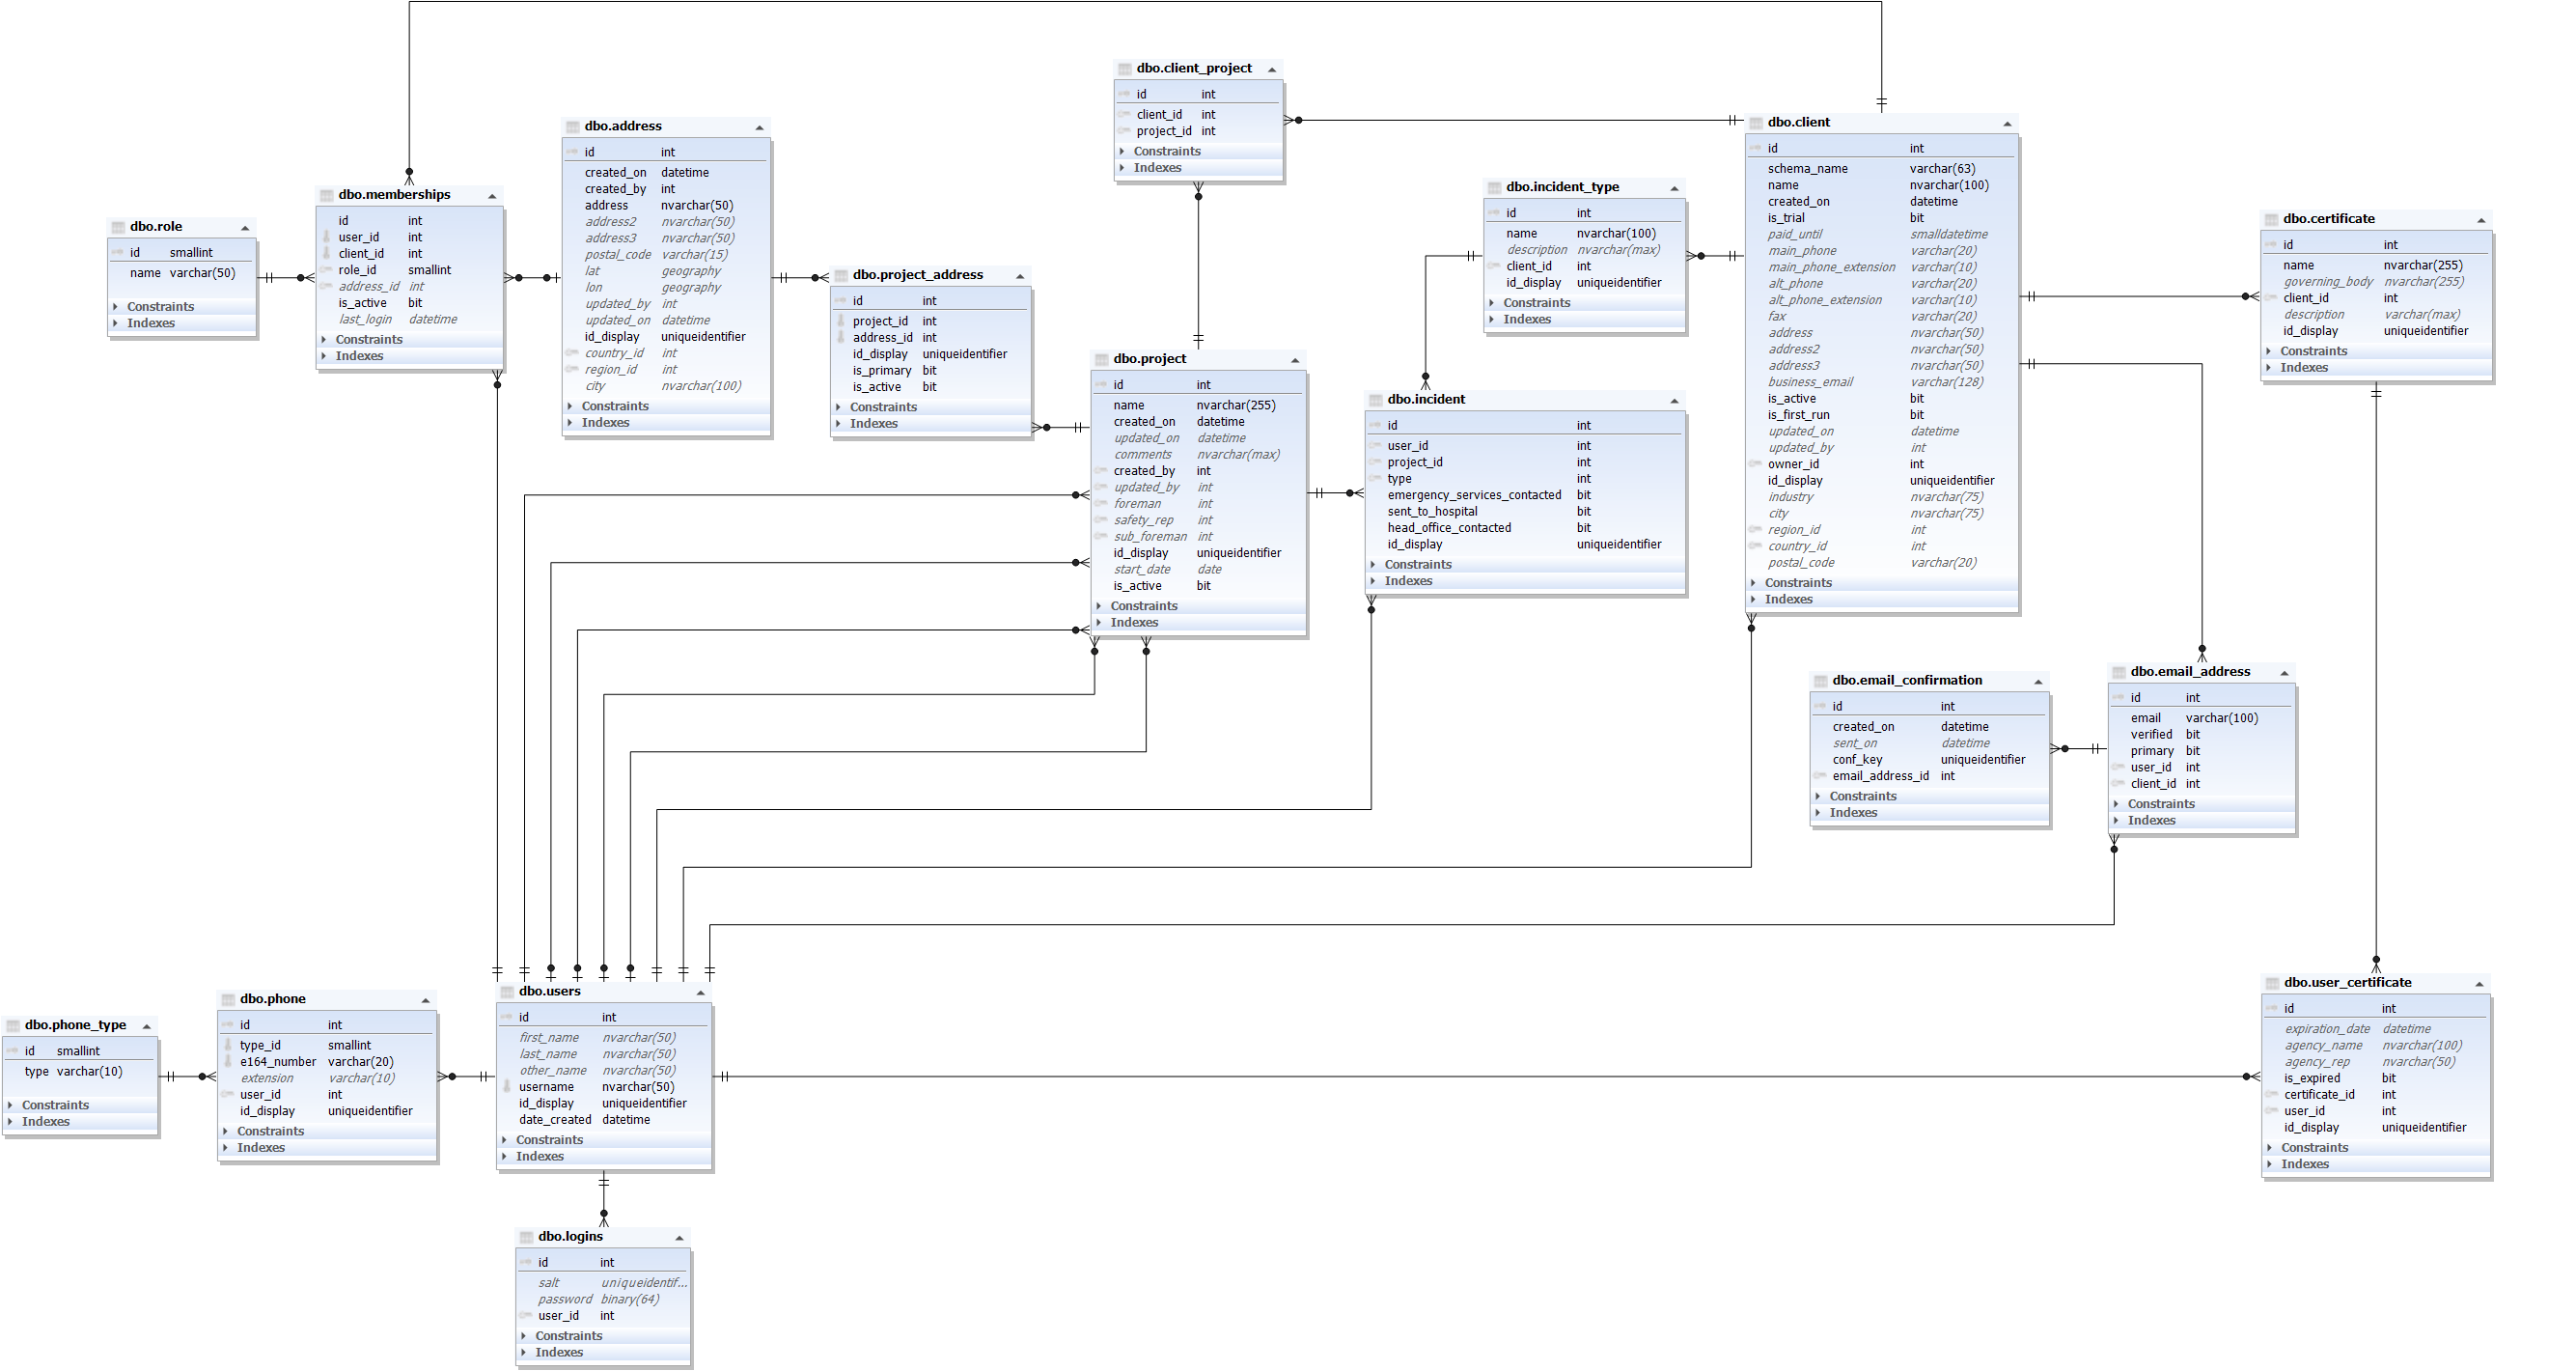 dbo.client_project
id int
client_id int
project_id int
Constraints
Indexes
dbo.client
id int
schema_name varchar(63)
name nvarchar(100)
created_on datetime
is_trial bit
paid_until smalldatetime
main_phone varchar(20)
main_phone_extension varchar(10)
alt_phone varchar(20)
alt_phone_extension varchar(10)
fax varchar(20)
address nvarchar(50)
address2 nvarchar(50)
address3 nvarchar(50)
business_email varchar(128)
is_active bit
is_first_run bit
updated_on datetime
updated_by int
owner_id int
id_display uniqueidentifier
industry nvarchar(75)
city nvarchar(75)
region_id int
country_id int
postal_code varchar(20)
Constraints
Indexes
dbo.address
id int
created_on datetime
created_by int
address nvarchar(50)
address2 nvarchar(50)
address3 nvarchar(50)
postal_code varchar(15)
lat geography
lon geography
updated_by int
updated_on datetime
id_display uniqueidentifier
country_id int
region_id int
city nvarchar(100)
Constraints
Indexes
dbo.incident_type
id int
name nvarchar(100)
description nvarchar(max)
client_id int
id_display uniqueidentifier
Constraints
Indexes
dbo.memberships
id int
user_id int
client_id int
role_id smallint
address_id int
is_active bit
last_login datetime
Constraints
Indexes
dbo.certificate
id int
name nvarchar(255)
governing_body nvarchar(255)
client_id int
description varchar(max)
id_display uniqueidentifier
Constraints
Indexes
dbo.role
id smallint
name varchar(50)
Constraints
Indexes
dbo.project_address
id int
project_id int
address_id int
id_display uniqueidentifier
is_primary bit
is_active bit
Constraints
Indexes
dbo.project
id int
name nvarchar(255)
created_on datetime
updated_on datetime
comments nvarchar(max)
created_by int
updated_by int
foreman int
safety_rep int
sub_foreman int
id_display uniqueidentifier
start_date date
is_active bit
Constraints
Indexes
dbo.incident
id int
user_id int
project_id int
type int
emergency_services_contacted bit
sent_to_hospital bit
head_office_contacted bit
id_display uniqueidentifier
Constraints
Indexes
dbo.email_confirmation
id int
created_on datetime
sent_on datetime
conf_key uniqueidentifier
email_address_id int
Constraints
Indexes
dbo.email_address
id int
email varchar(100)
verified bit
primary bit
user_id int
client_id int
Constraints
Indexes
dbo.phone_type
id smallint
type varchar(10)
Constraints
Indexes
dbo.phone
id int
type_id smallint
e164_number varchar(20)
extension varchar(10)
user_id int
id_display uniqueidentifier
Constraints
Indexes
dbo.users
id int
first_name nvarchar(50)
last_name nvarchar(50)
other_name nvarchar(50)
username nvarchar(50)
id_display uniqueidentifier
date_created datetime
Constraints
Indexes
dbo.user_certificate
id int
expiration_date datetime
agency_name nvarchar(100)
agency_rep nvarchar(50)
is_expired bit
certificate_id int
user_id int
id_display uniqueidentifier
Constraints
Indexes
dbo.logins
id int
salt uniqueidentif...
password binary(64)
user_id int
Constraints
Indexes